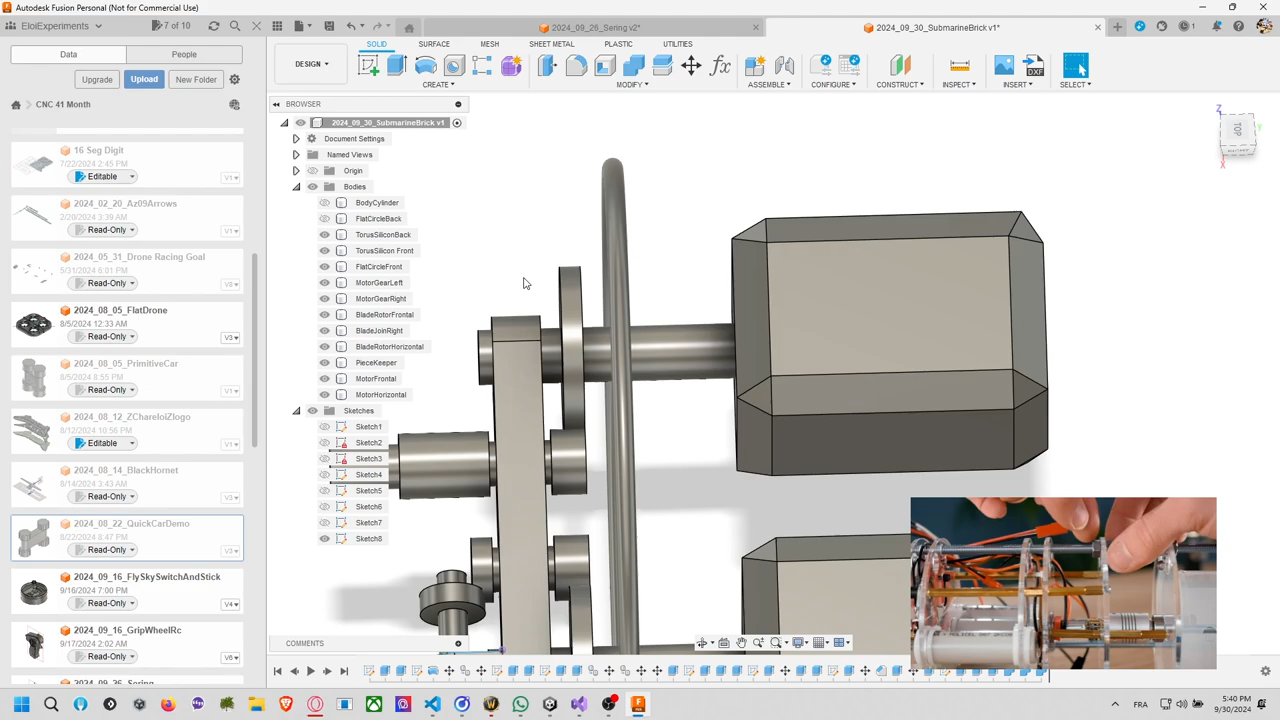 Autodesk Fusion Personal (Not for Commercial Use)
EloiExperiments
7 of 10
2024_09_26_Sering v2*
2024_09_30_SubmarineBrick v1*
1
Data
People
Upgrade
Upload
New Folder
CNC 41 Month
16 Seg Digit
7/22/2024 2:45 PM
Editable
V1
2024_02_20_Az09Arrows
2/20/2024 3:39 AM
Read-Only
V1
2024_05_31_Drone Racing Goal
5/31/2024 6:01 PM
Read-Only
2024_08_05_FlatDrone
8/5/2024 12:33 AM
Read-Only
V3
2024_08_05_PrimitiveCar
8/5/2024 8:55 PM
Read-Only
V1
2024_08_12_ZChareloiZlogo
8/12/2024 10:56 PM
Editable
V1
2024_08_14_BlackHornet
8/14/2024 5:45 PM
Read-Only
2024_08_22_QuickCarDemo
8/22/2024 8:47 PM
Read-Only
V3
2024_09_16_FlySkySwitchAndStick
9/16/2024 7:00 PM
Read-Only
V4
2024_09_16_GripWheelRc
9/17/2024 2:02 AM
Read-Only
V6
SOLID
SURFACE
MESH
SHEET METAL
PLASTIC
UTILITIES
DESIGN
CREATE
MODIFY
ASSEMBLE
CONFIGURE
CONSTRUCT
INSPECT
INSERT
SELECT
BROWSER
2024_09_30_SubmarineBrick v1
Document Settings
Named Views
Origin
Bodies
BodyCylinder
FlatCircleBack
TorusSiliconBack
TorusSilicon Front
FlatCircleFront
MotorGearLeft
MotorGearRight
BladeRotorFrontal
BladeJoinRight
BladeRotorHorizontal
PieceKeeper
MotorFrontal
MotorHorizontal
Sketches
Sketch1
Sketch2
Sketch3
Sketch4
Sketch5
Sketch6
Sketch7
Sketch8
Z
TOP
X
COMMENTS
FRA
5:40 PM
9/30/2024